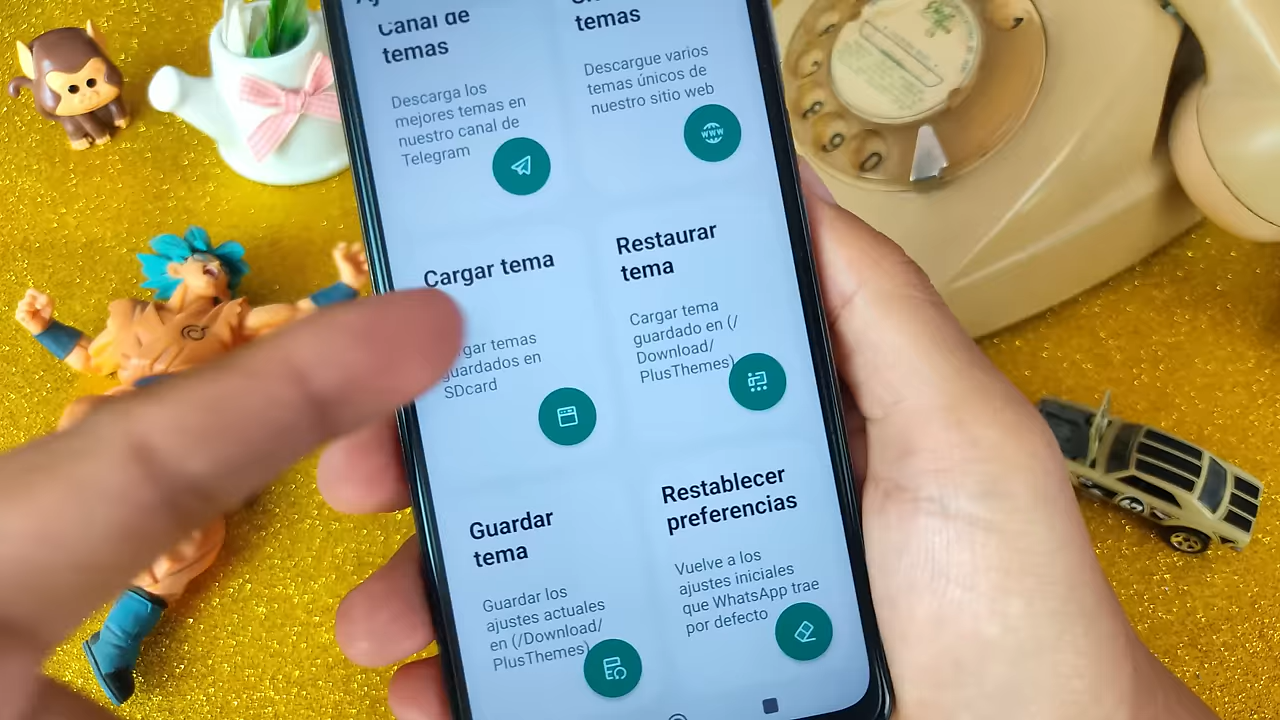 Canal de
temas
Descarga los
mejores temas en
nuestro canal de
Telegram
temas
Descargue varios
temas únicos de
nuestro sitio web
www
Cargar tema
guardados en
SDcard
temas
Restaurar
tema
Cargar tema
guardado en (/
Download/
PlusThemes)
Guardar
tema
Guardar los
ajustes actuales
en (/Download/
PlusThemes)
Restablecer
preferencias
Vuelve a los
ajustes iniciales
que WhatsApp trae
por defecto